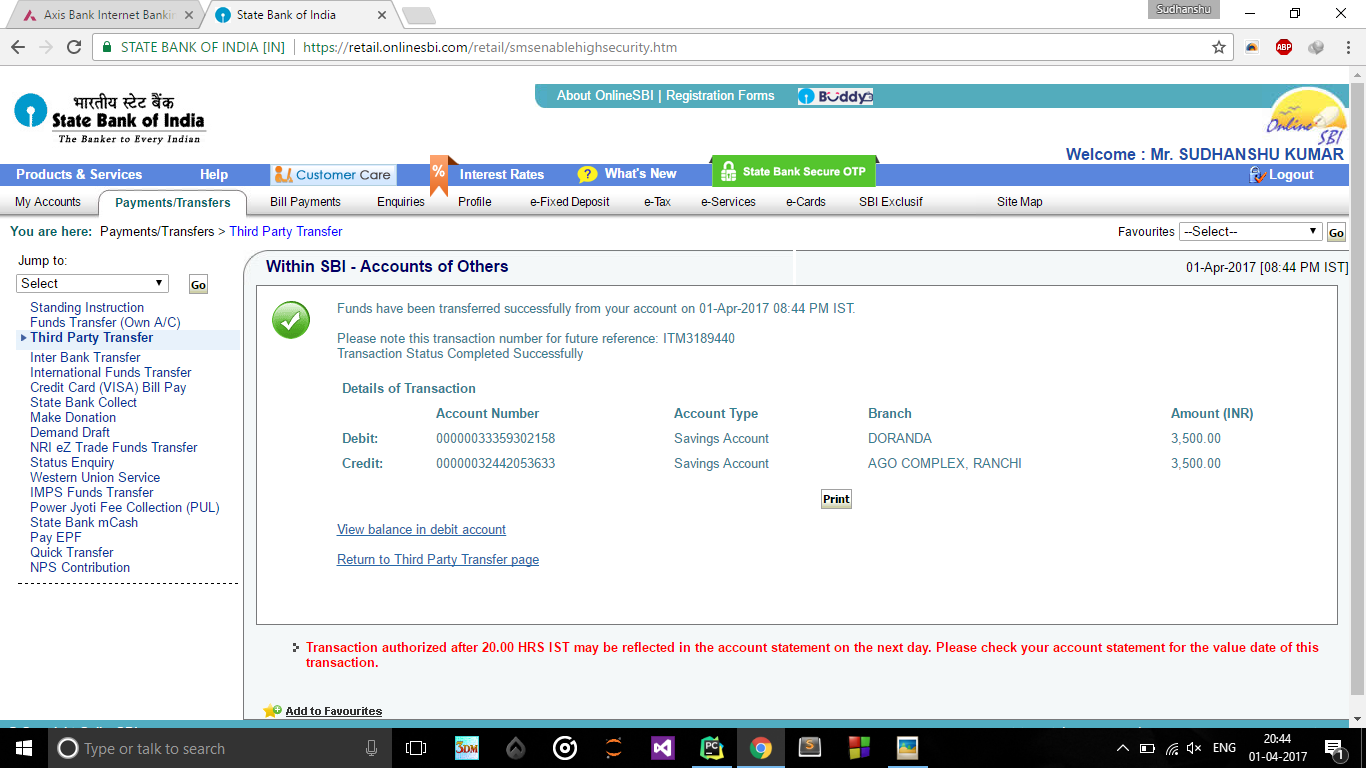 Axis Bank Internet Bankin
State Bank of India
Sudhanshu
STATE BANK OF INDIA [IN] https://retail.onlinesbi.com/retail/smsenablehighsecurity.htm
ABP
भारतीय स्टेट बैंक
State Bank of India
The Banker to Every Indian
About OnlineSBI | Registration Forms Buddy
Online SBI
Welcome : Mr. SUDHANSHU KUMAR
Products & Services Help Customer Care % Interest Rates ? What's New State Bank Secure OTP Logout
My Accounts Payments/Transfers Bill Payments Enquiries Profile e-Fixed Deposit e-Tax e-Services e-Cards SBI Exclusif Site Map
You are here: Payments/Transfers > Third Party Transfer Favourites --Select-- Go
Jump to:
Select Go
Standing Instruction
Funds Transfer (Own A/C)
Third Party Transfer
Inter Bank Transfer
International Funds Transfer
Credit Card (VISA) Bill Pay
State Bank Collect
Make Donation
Demand Draft
NRI eZ Trade Funds Transfer
Status Enquiry
Western Union Service
IMPS Funds Transfer
Power Jyoti Fee Collection (PUL)
State Bank mCash
Pay EPF
Quick Transfer
NPS Contribution
Within SBI - Accounts of Others 01-Apr-2017 [08:44 PM IST]
Funds have been transferred successfully from your account on 01-Apr-2017 08:44 PM IST.
Please note this transaction number for future reference: ITM3189440
Transaction Status Completed Successfully
Details of Transaction
Account Number Account Type Branch Amount (INR)
Debit: 00000033359302158 Savings Account DORANDA 3,500.00
Credit: 00000032442053633 Savings Account AGO COMPLEX, RANCHI 3,500.00
Print
View balance in debit account
Return to Third Party Transfer page
Transaction authorized after 20.00 HRS IST may be reflected in the account statement on the next day. Please check your account statement for the value date of this
transaction.
Add to Favourites
Type or talk to search
3DM
PC
S
ENG
20:44
01-04-2017
1